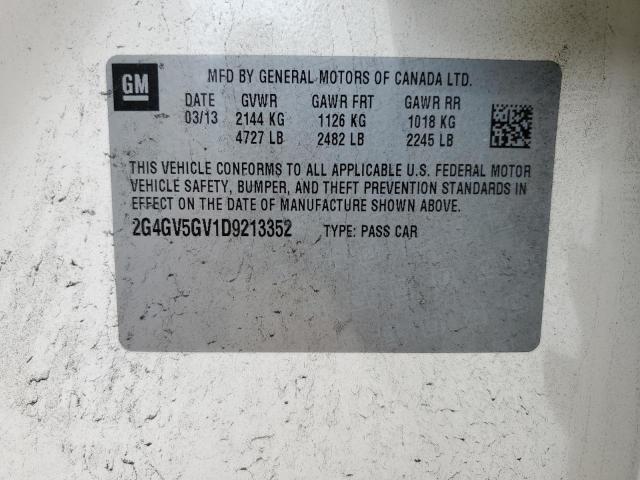 GM
MFD BY GENERAL MOTORS OF CANADA LTD.
DATE GVWR GAWR FRT GAWR RR
03/13 2144 KG 1126 KG 1018 KG
4727 LB 2482 LB 2245 LB
THIS VEHICLE CONFORMS TO ALL APPLICABLE U.S. FEDERAL MOTOR
VEHICLE SAFETY, BUMPER, AND THEFT PREVENTION STANDARDS IN
EFFECT ON THE DATE OF MANUFACTURE SHOWN ABOVE.
2G4GV5GV1D9213352 TYPE: PASS CAR